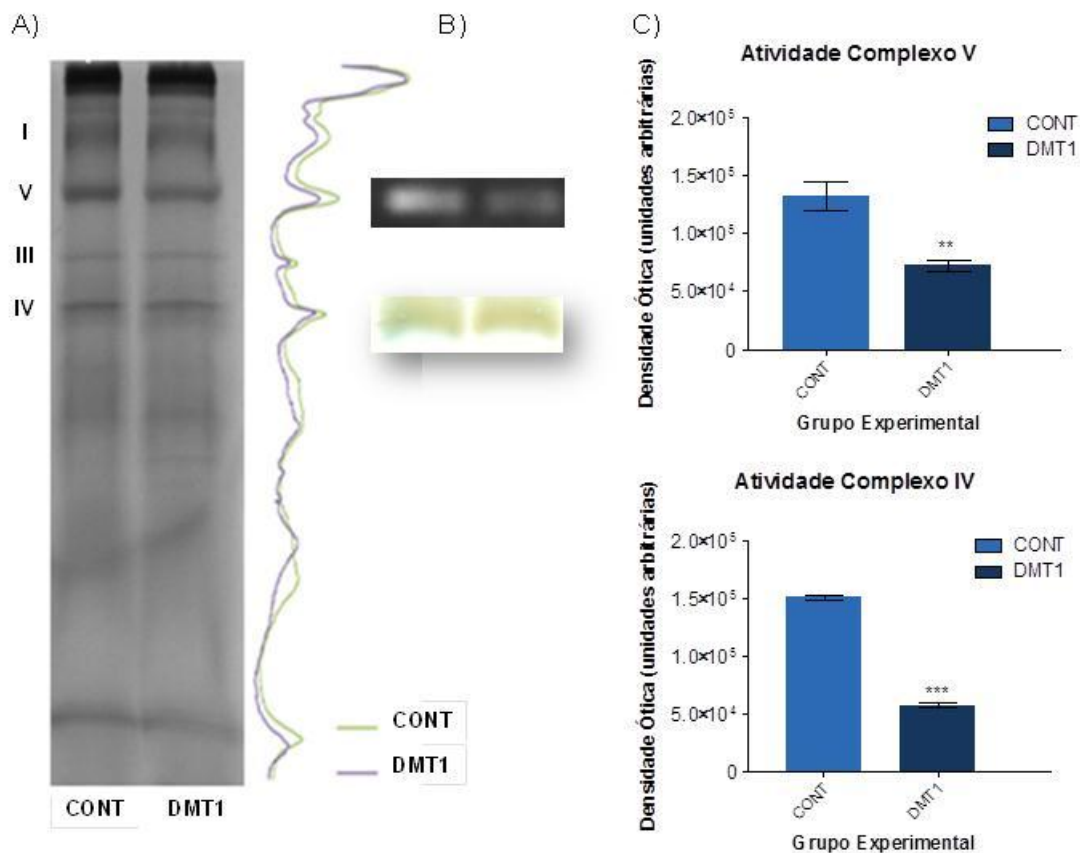 A)
B)
C)
I
V
III
IV
CONT
DMT1
CONT
DMT1
Atividade Complexo V
Densidade Ótica (unidades arbitrárias)
2.0×10⁵
1.5×10⁵
1.0×10⁵
5.0×10⁴
0
**
CONT
DMT1
CONT
DMT1
Grupo Experimental
Atividade Complexo IV
Densidade Ótica (unidades arbitrárias)
2.0×10⁵
1.5×10⁵
1.0×10⁵
5.0×10⁴
0
***
CONT
DMT1
CONT
DMT1
Grupo Experimental